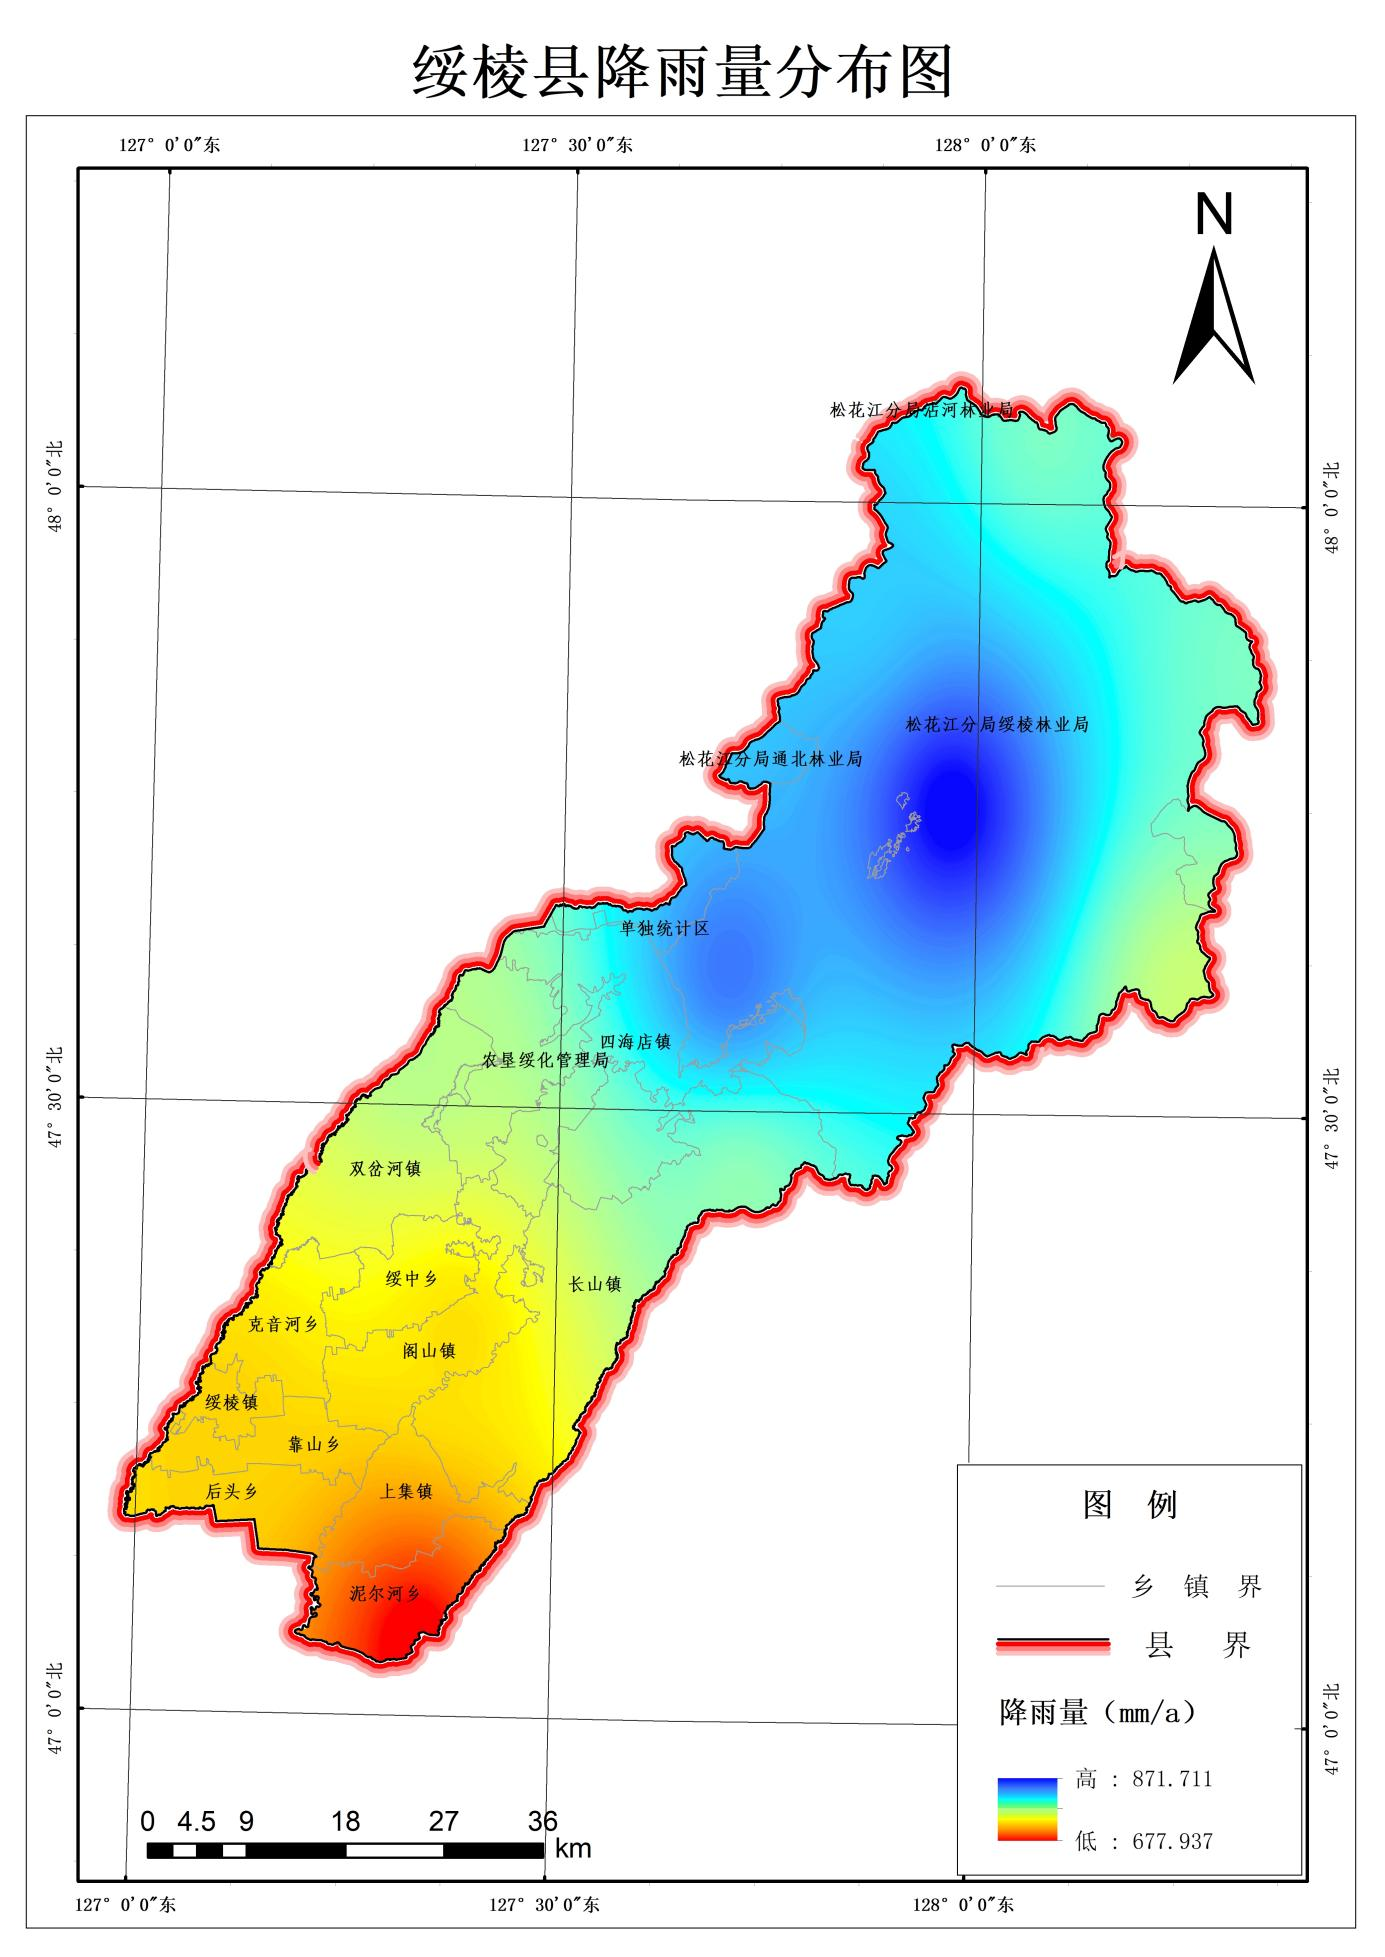 绥棱县降雨量分布图
127° 0′0″东
127° 30′0″东
128° 0′0″东
N
松花江分局沾河林业局
48° 0′0″北
48° 0′0″北
松花江分局绥棱林业局
松花江分局通北林业局
单独统计区
四海店镇
农垦绥化管理局
47° 30′0″北
47° 30′0″北
双岔河镇
绥中乡
长山镇
克音河乡
阁山镇
绥棱镇
靠山乡
后头乡
上集镇
泥尔河乡
47° 0′0″北
47° 0′0″北
图 例
乡 镇 界
县 界
降雨量（mm/a）
高 : 871.711
低 : 677.937
0 4.5 9 18 27 36
km
127° 0′0″东
127° 30′0″东
128° 0′0″东